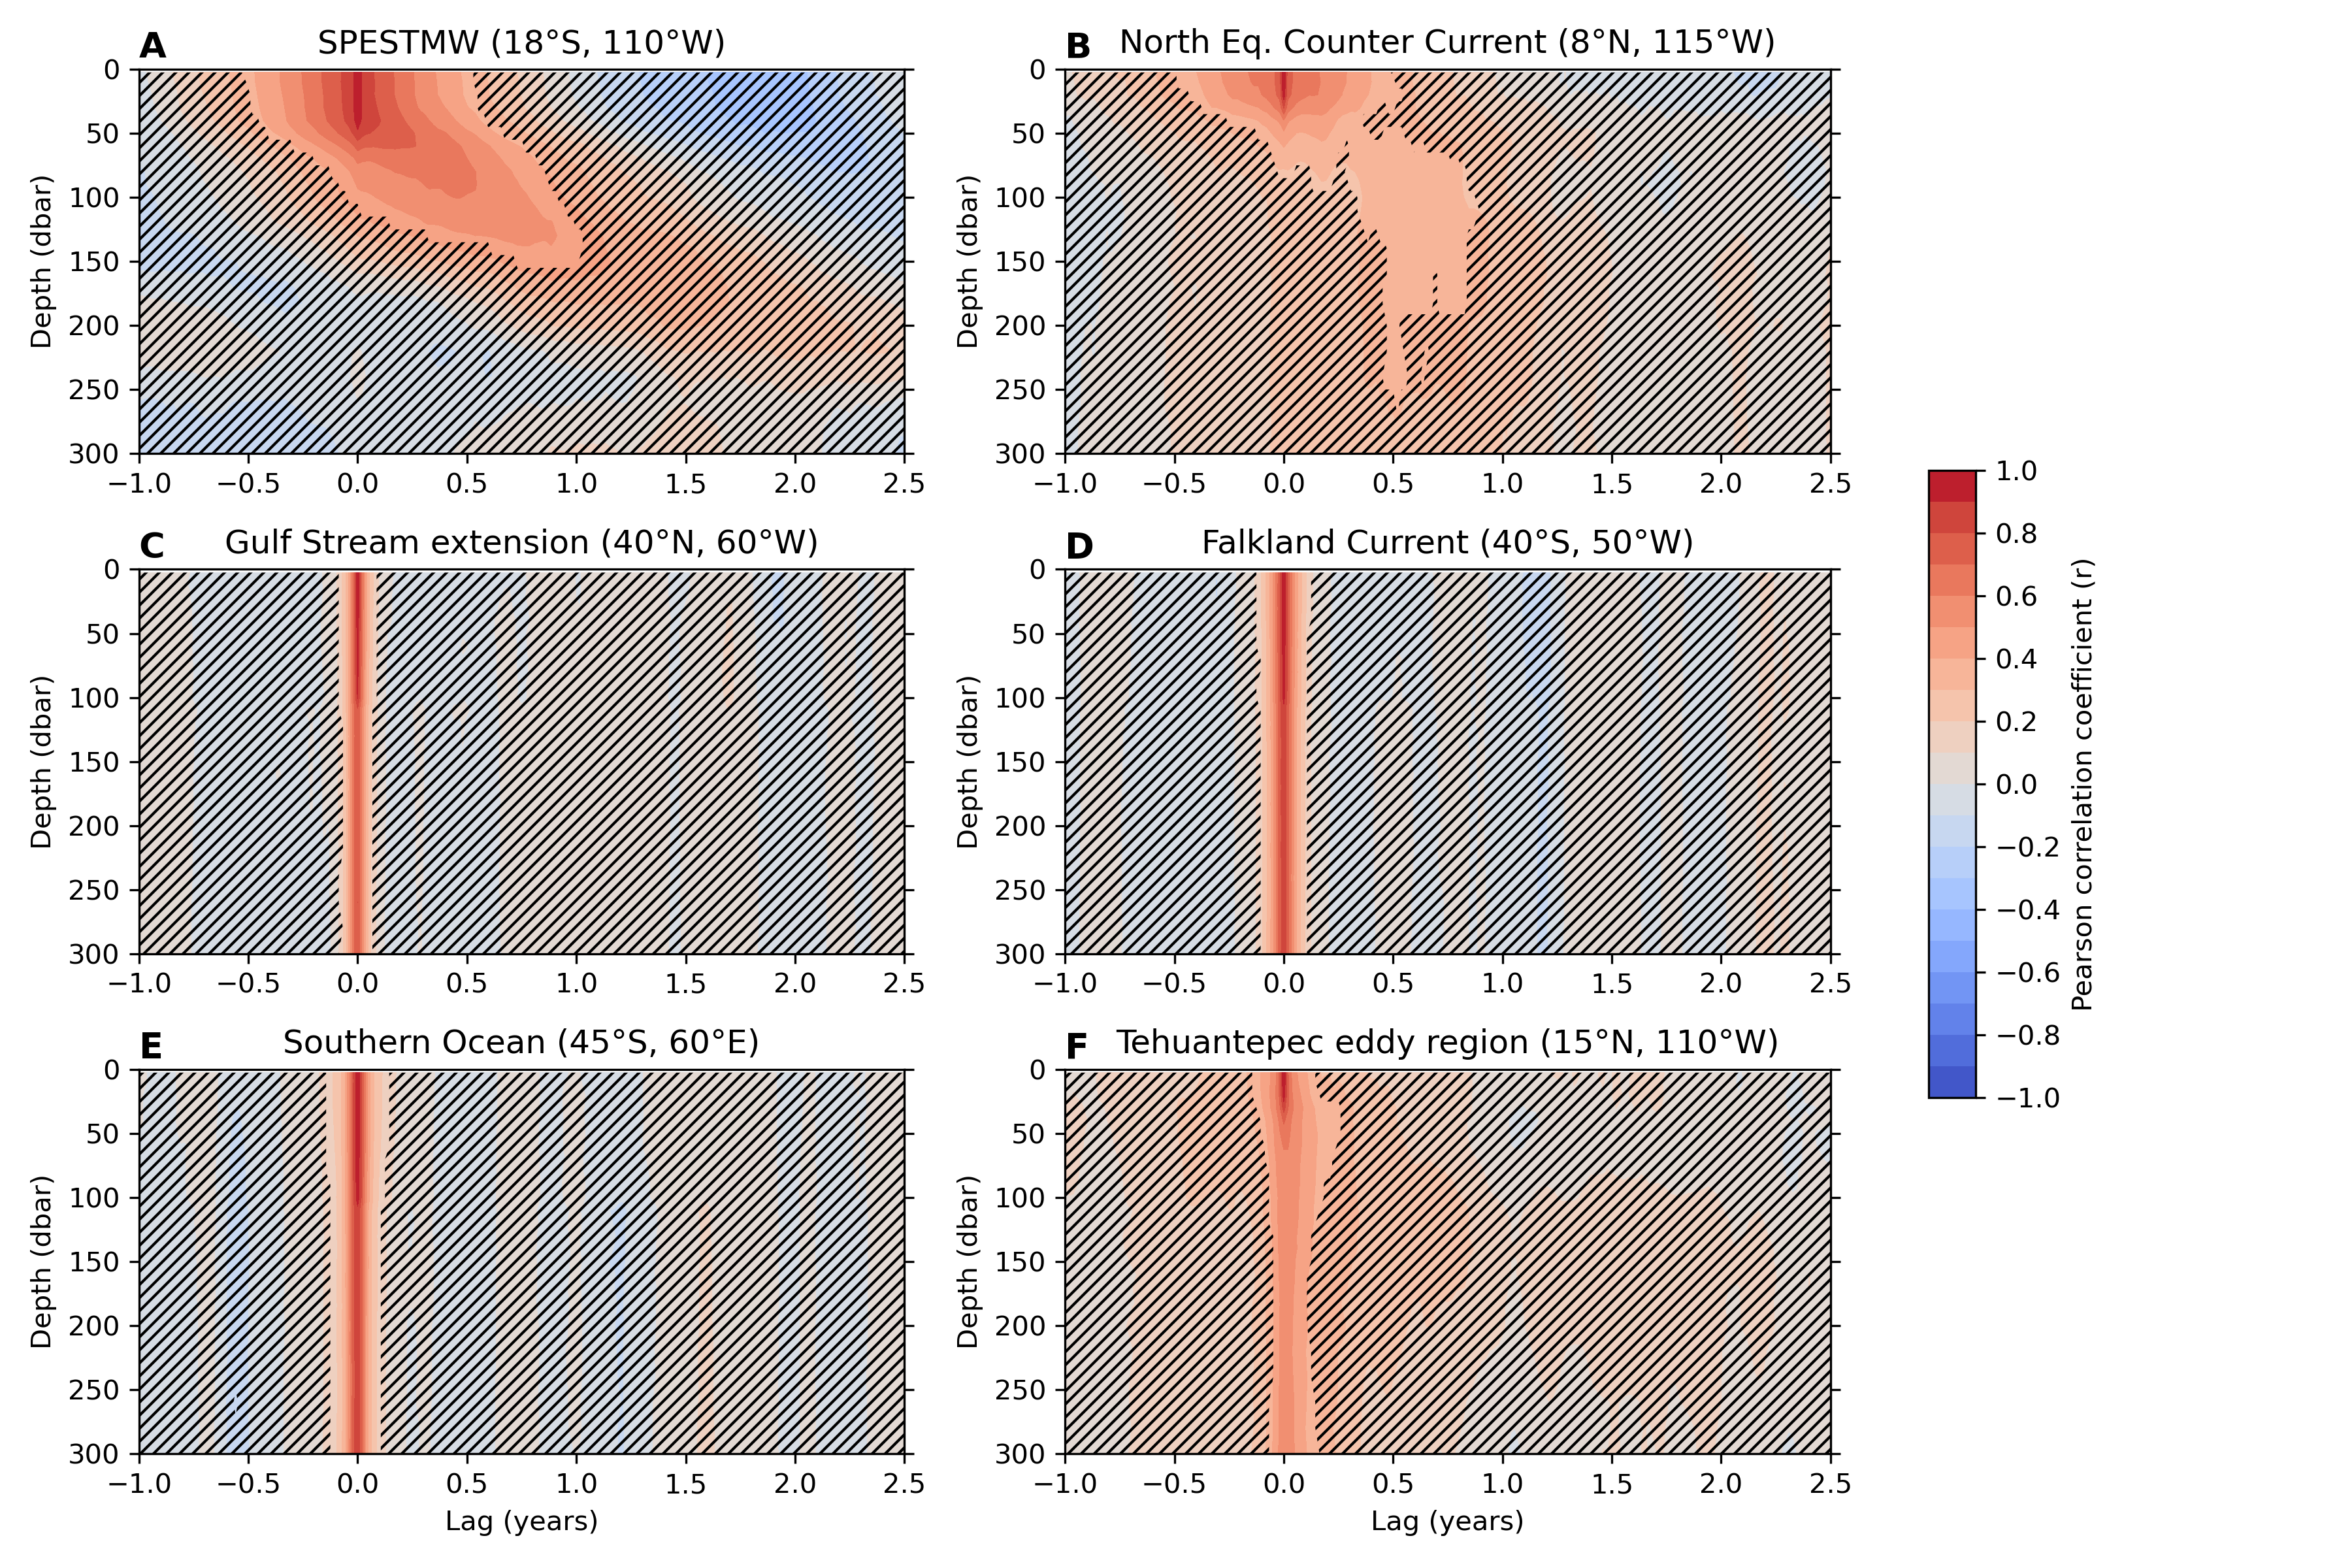 A SPESTMW (18°S, 110°W)
0
50
100
150
200
250
300
Depth (dbar)
−1.0 −0.5 0.0 0.5 1.0 1.5 2.0 2.5
B North Eq. Counter Current (8°N, 115°W)
0
50
100
150
200
250
300
Depth (dbar)
−1.0 −0.5 0.0 0.5 1.0 1.5 2.0 2.5
C Gulf Stream extension (40°N, 60°W)
0
50
100
150
200
250
300
Depth (dbar)
−1.0 −0.5 0.0 0.5 1.0 1.5 2.0 2.5
D Falkland Current (40°S, 50°W)
0
50
100
150
200
250
300
Depth (dbar)
−1.0 −0.5 0.0 0.5 1.0 1.5 2.0 2.5
E Southern Ocean (45°S, 60°E)
0
50
100
150
200
250
300
Depth (dbar)
−1.0 −0.5 0.0 0.5 1.0 1.5 2.0 2.5
Lag (years)
F Tehuantepec eddy region (15°N, 110°W)
0
50
100
150
200
250
300
Depth (dbar)
−1.0 −0.5 0.0 0.5 1.0 1.5 2.0 2.5
Lag (years)
1.0
0.8
0.6
0.4
0.2
0.0
−0.2
−0.4
−0.6
−0.8
−1.0
Pearson correlation coefficient (r)